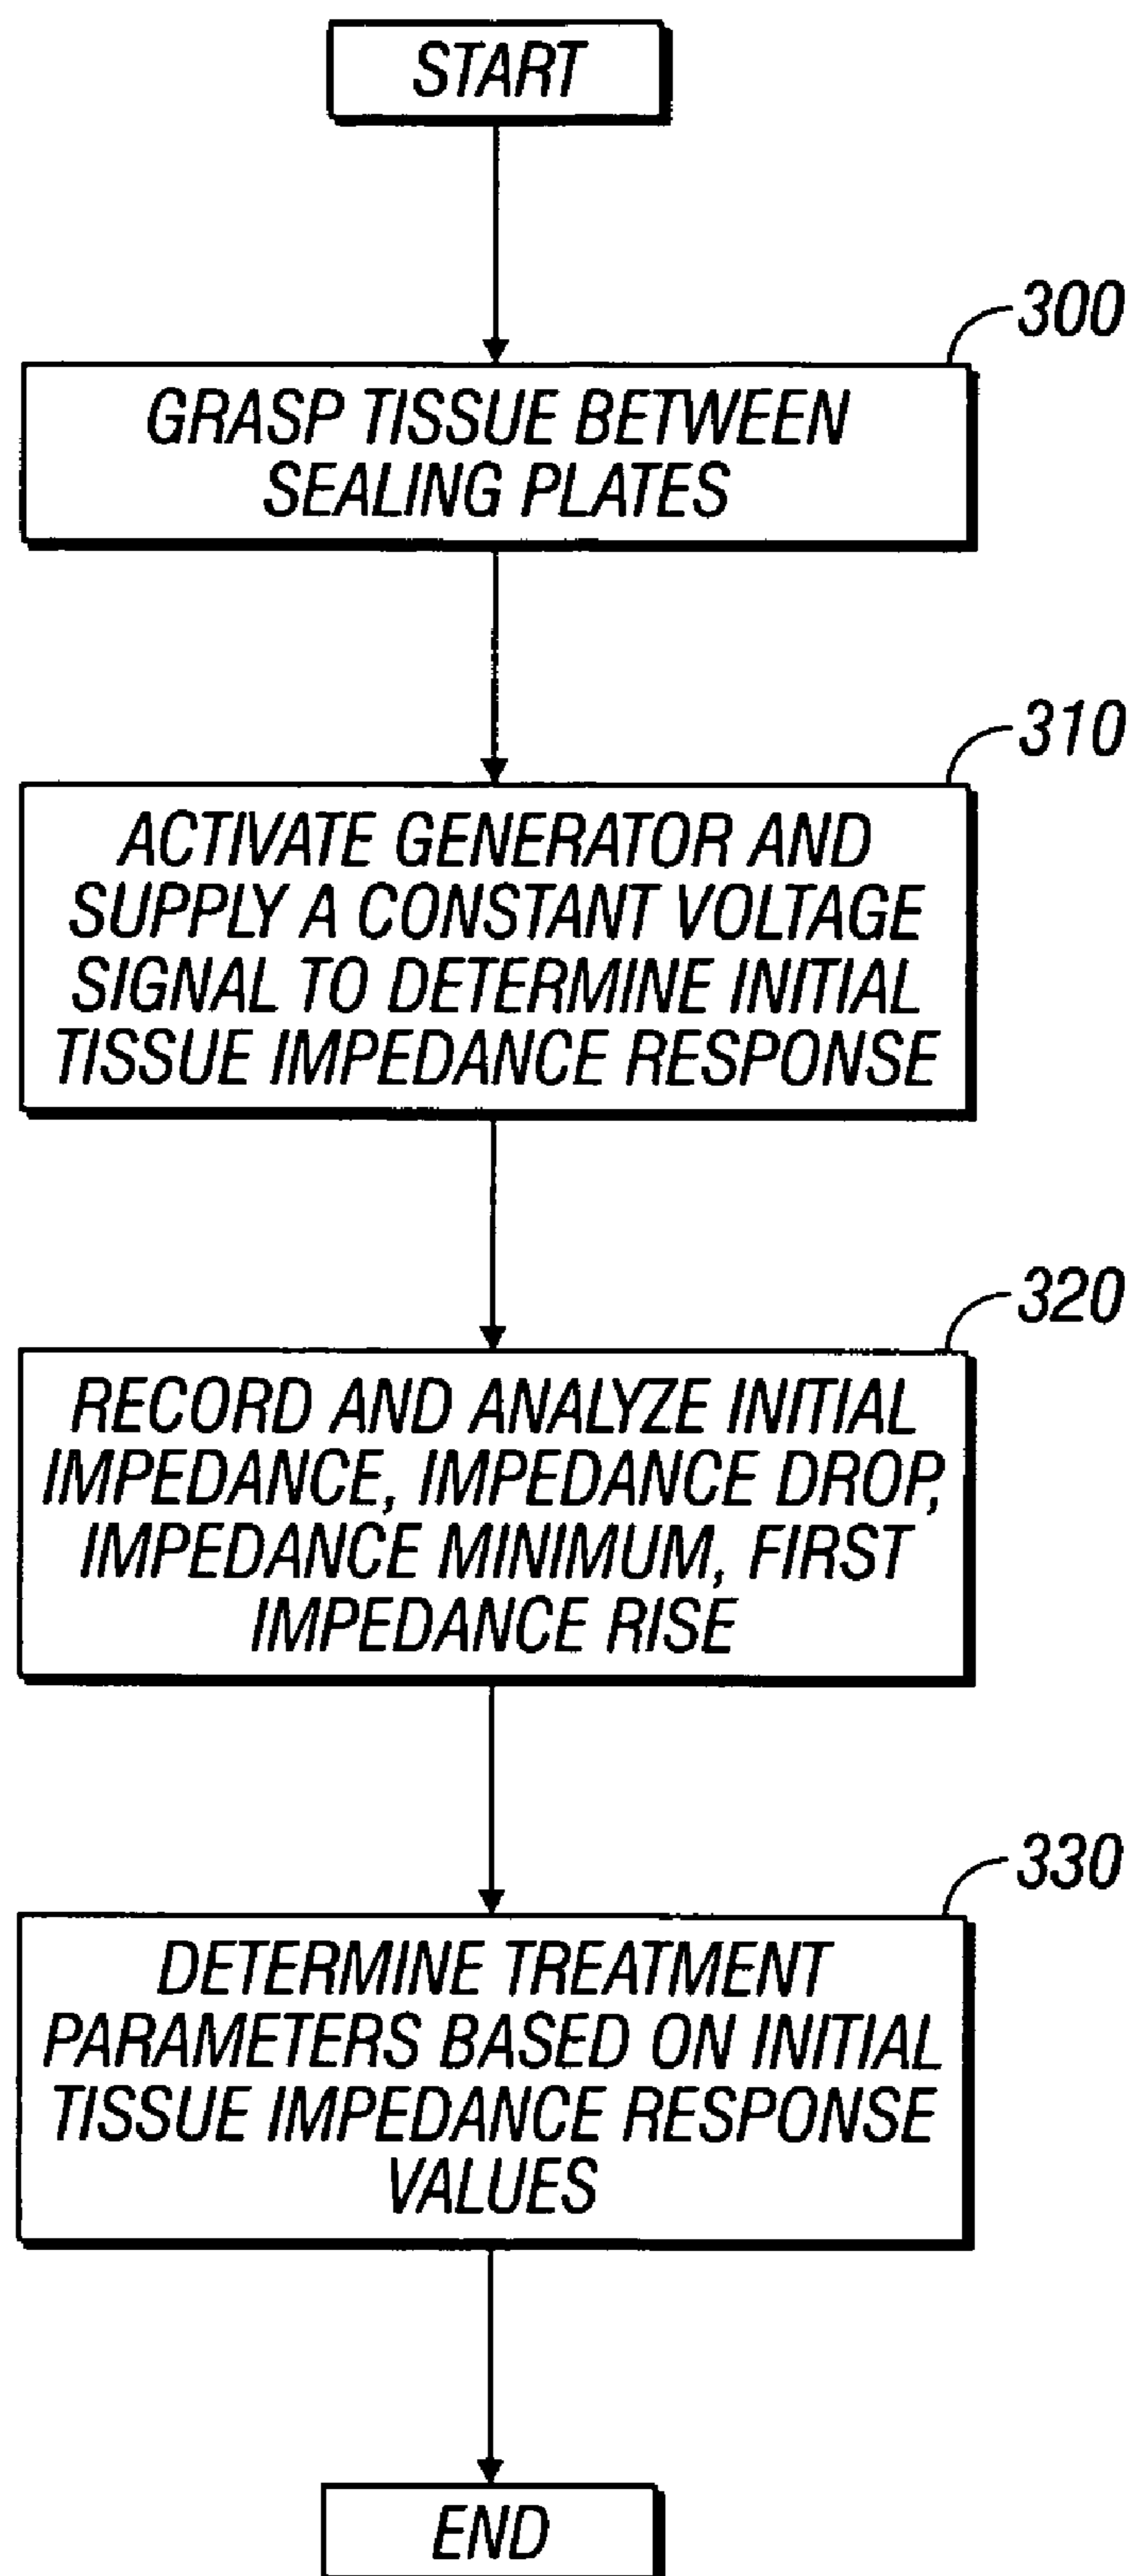 START
300
GRASP TISSUE BETWEEN
SEALING PLATES
310
ACTIVATE GENERATOR AND
SUPPLY A CONSTANT VOLTAGE
SIGNAL TO DETERMINE INITIAL
TISSUE IMPEDANCE RESPONSE
320
RECORD AND ANALYZE INITIAL
IMPEDANCE, IMPEDANCE DROP,
IMPEDANCE MINIMUM, FIRST
IMPEDANCE RISE
330
DETERMINE TREATMENT
PARAMETERS BASED ON INITIAL
TISSUE IMPEDANCE RESPONSE
VALUES
END